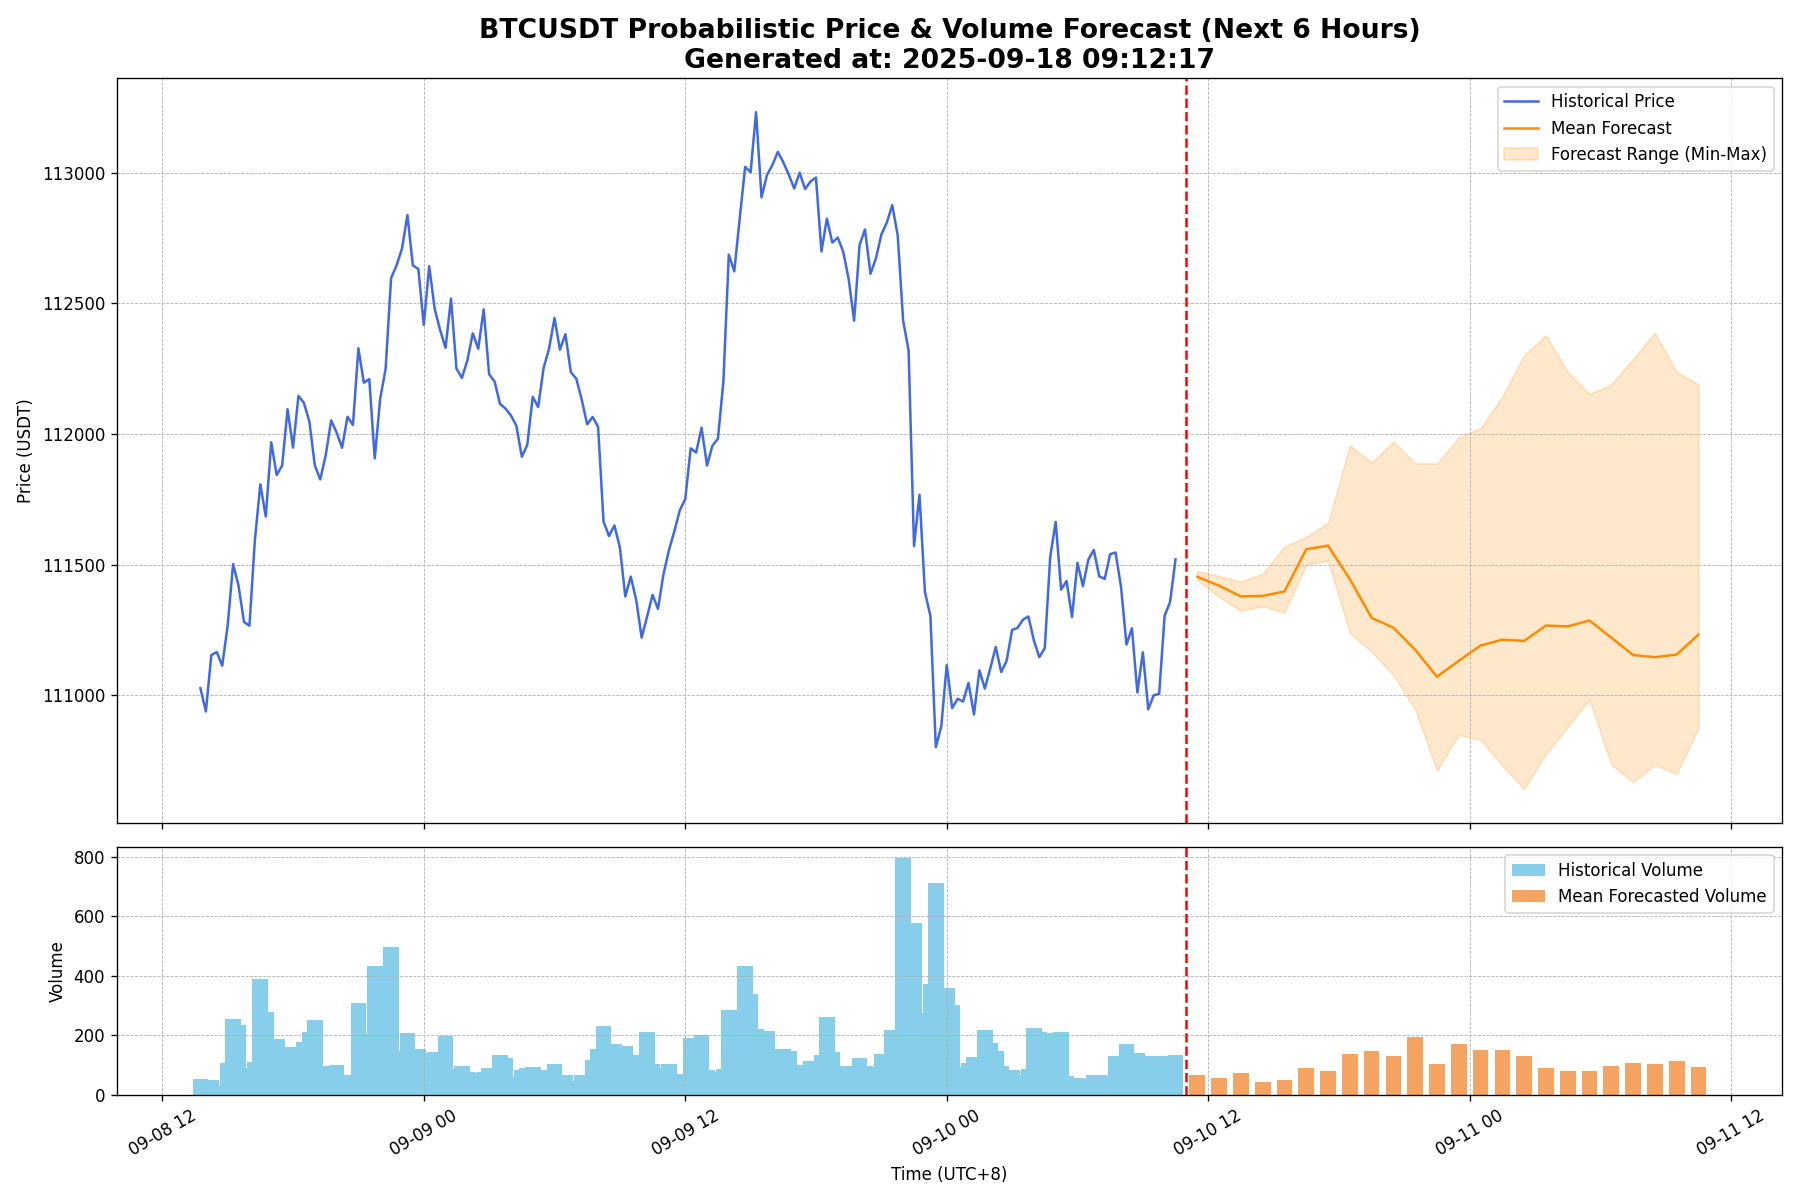 BTCUSDT Probabilistic Price & Volume Forecast (Next 6 Hours)
Generated at: 2025-09-18 09:12:17
Historical Price
Mean Forecast
Forecast Range (Min-Max)
Price (USDT)
113000
112500
112000
111500
111000
Historical Volume
Mean Forecasted Volume
Volume
800
600
400
200
0
09-08 12
09-09 00
09-09 12
09-10 00
09-10 12
09-11 00
09-11 12
Time (UTC+8)